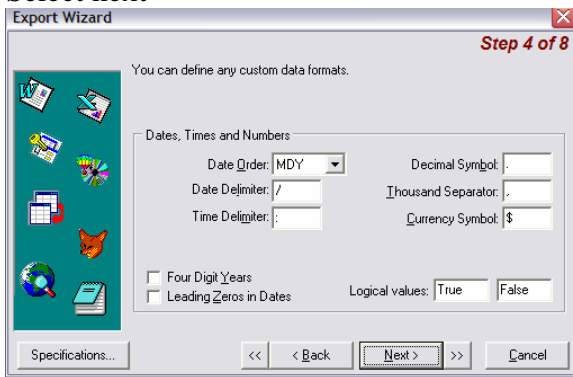 Select next
Export Wizard
Step 4 of 8
You can define any custom data formats.
Dates, Times and Numbers
Date Order: MDY
Decimal Symbol: .
Date Delimiter: /
Thousand Separator: ,
Time Delimiter: :
Currency Symbol: $
Four Digit Years
Leading Zeros in Dates
Logical values: True False
Specifications... << < Back Next > >> Cancel